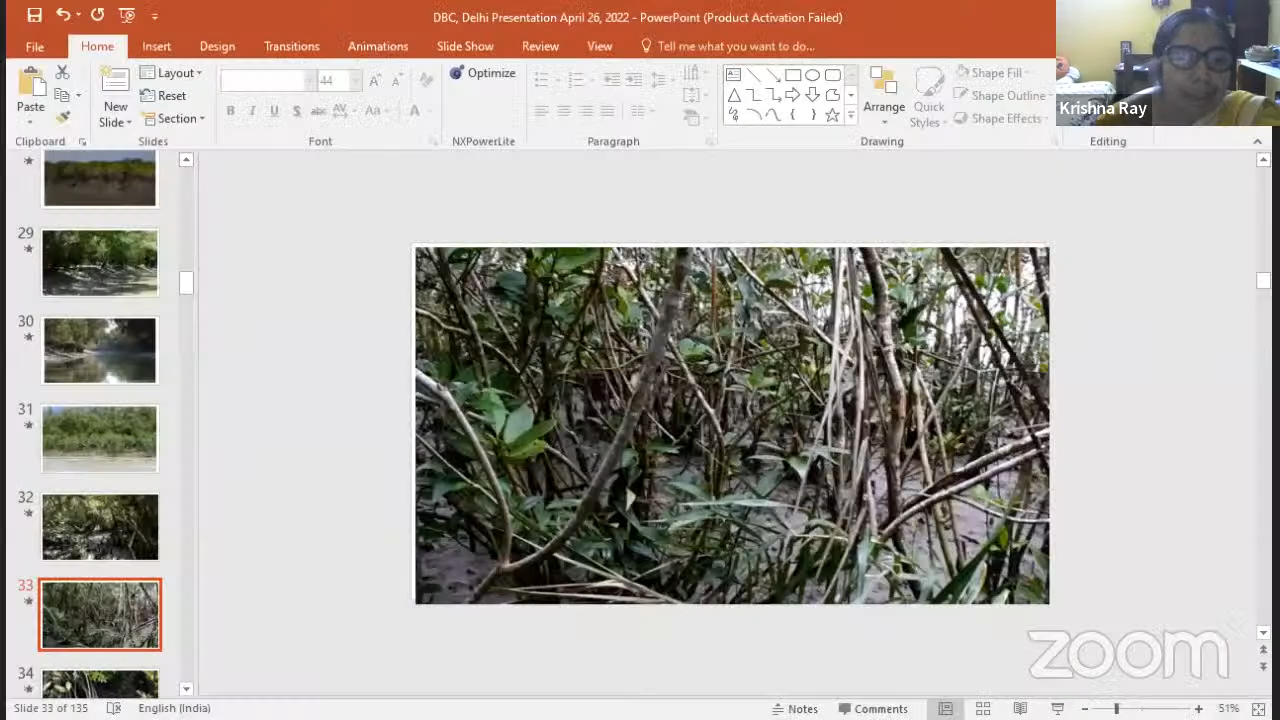 DBC, Delhi Presentation April 26, 2022 - PowerPoint (Product Activation Failed)
File Home Insert Design Transitions Animations Slide Show Review View Tell me what you want to do...
Paste
New
Slide
Layout
Reset
Section
44
B I U S abc AV Aa A
Optimize
Arrange
Quick
Styles
Shape Fill
Shape Outline
Shape Effects
Krishna Ray
Clipboard Slides Font NXPowerLite Paragraph Drawing Editing
29
30
31
32
33
34
zoom
Slide 33 of 135 English (India) Notes Comments 51%